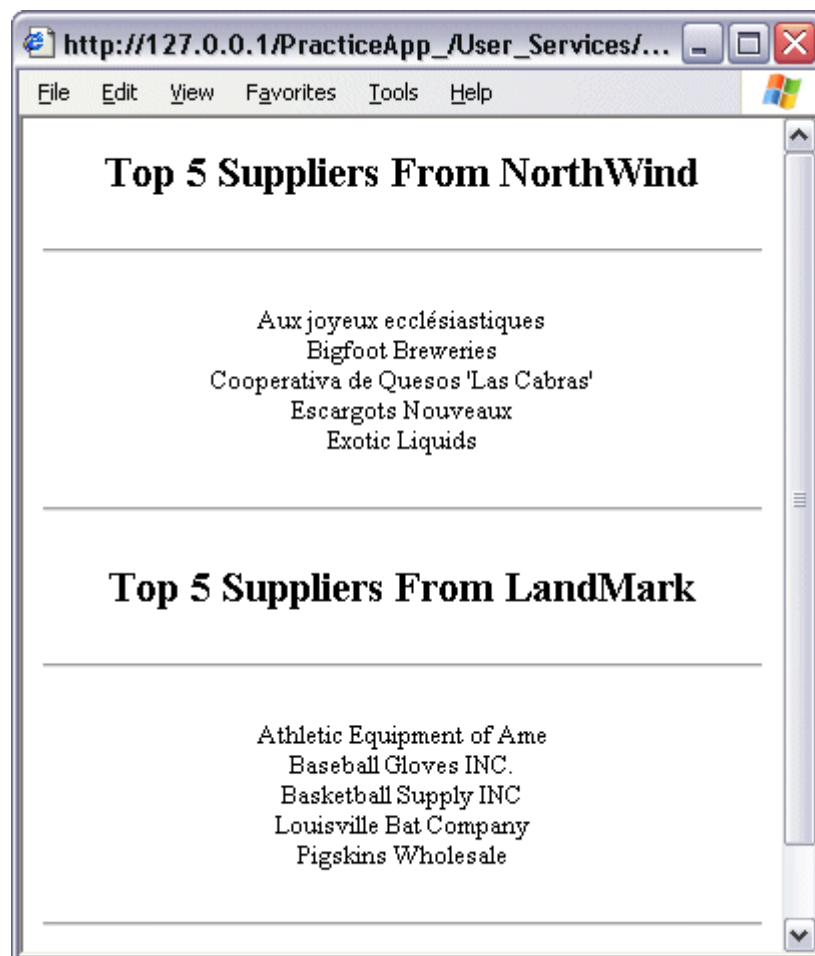 http://127.0.0.1/PracticeApp_/User_Services/...
File Edit View Favorites Tools Help
Top 5 Suppliers From NorthWind
Aux joyeux ecclésiastiques
Bigfoot Breweries
Cooperativa de Quesos 'Las Cabras'
Escargots Nouveaux
Exotic Liquids
Top 5 Suppliers From LandMark
Athletic Equipment of Ame
Baseball Gloves INC.
Basketball Supply INC
Louisville Bat Company
Pigskins Wholesale